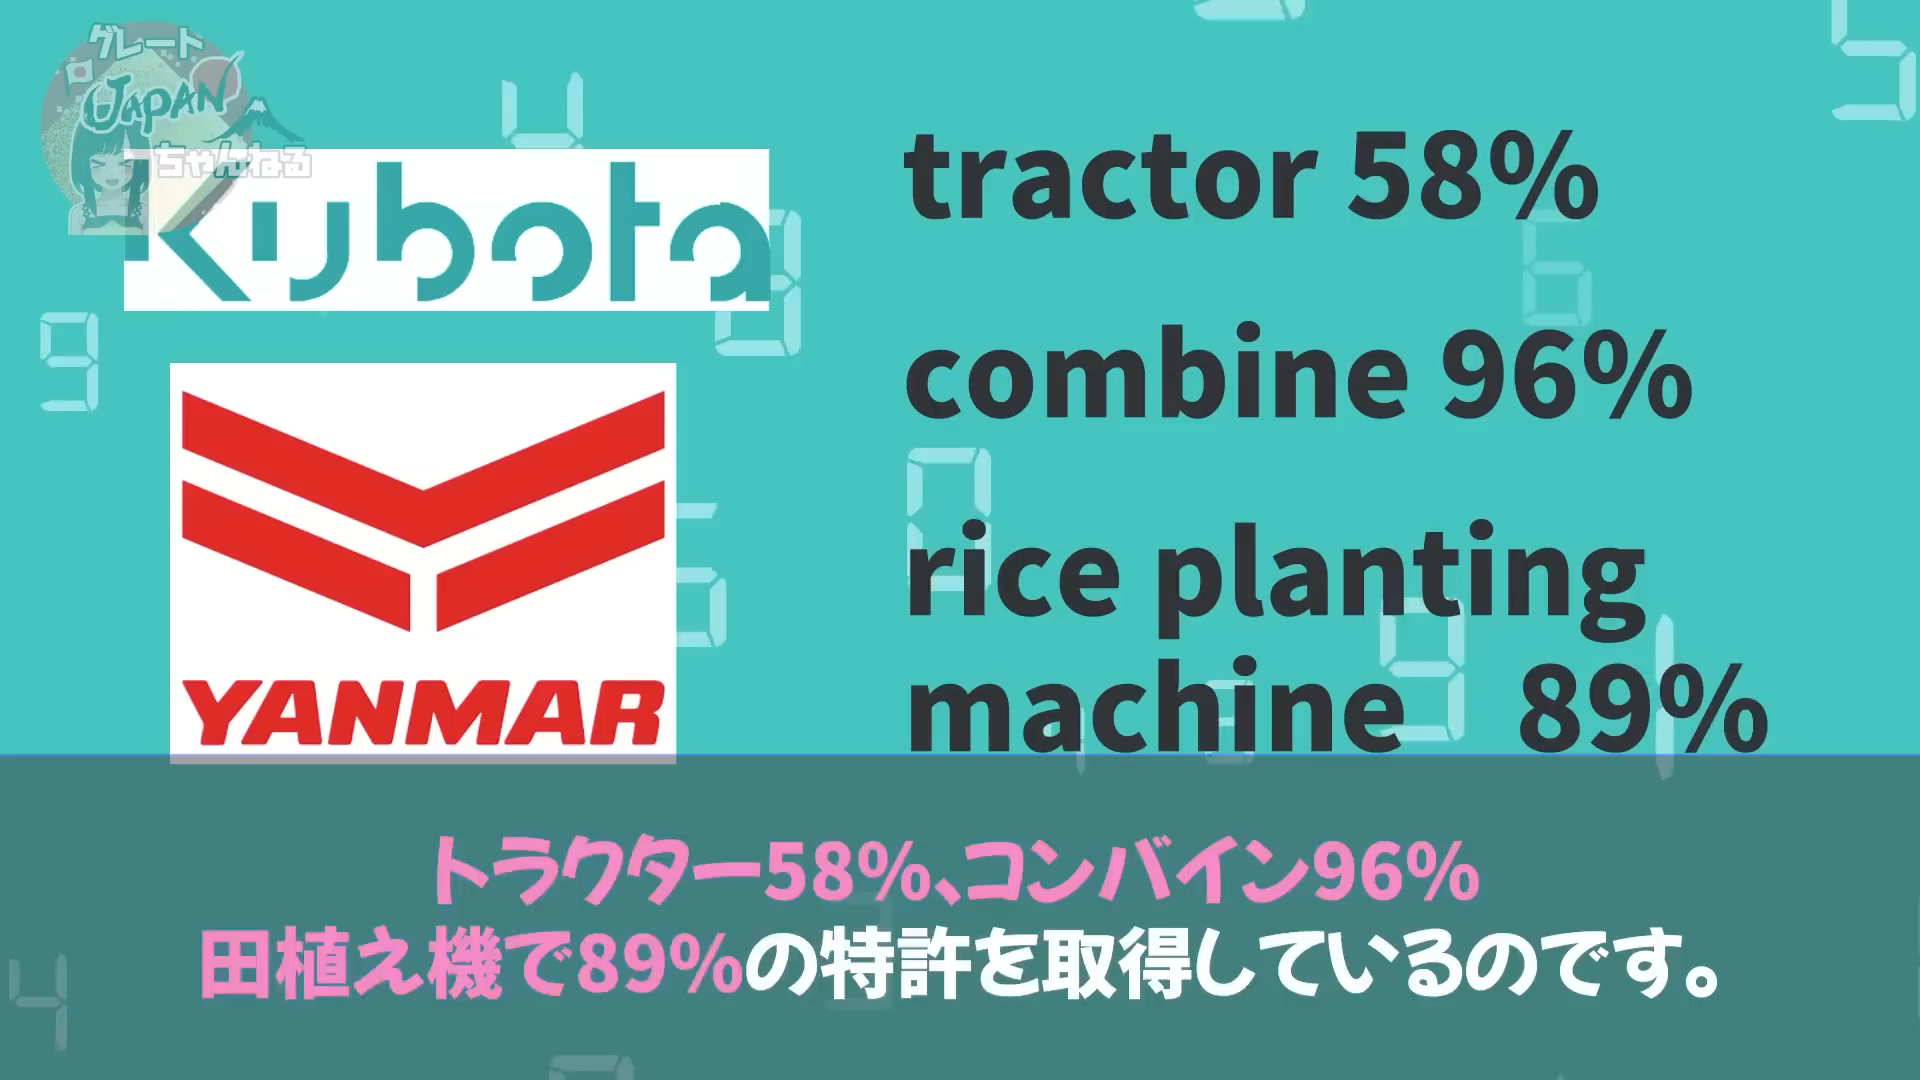 グレート
JAPAN
ちゃんねる
Kubota
tractor 58%
combine 96%
rice planting
machine 89%
YANMAR
トラクター58%、コンバイン96%
田植え機で89%の特許を取得しているのです。